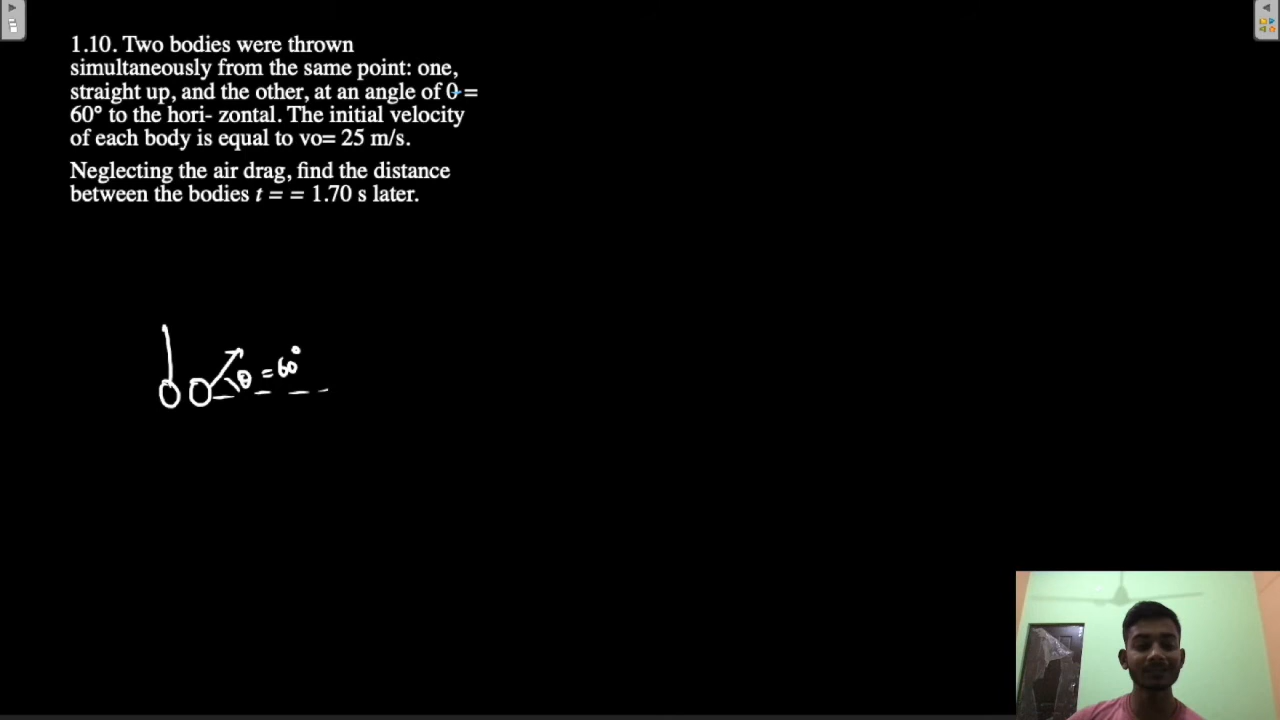 1.10. Two bodies were thrown
simultaneously from the same point: one,
straight up, and the other, at an angle of 0 =
60° to the hori- zontal. The initial velocity
of each body is equal to vo= 25 m/s.
Neglecting the air drag, find the distance
between the bodies t = = 1.70 s later.
θ = 60°